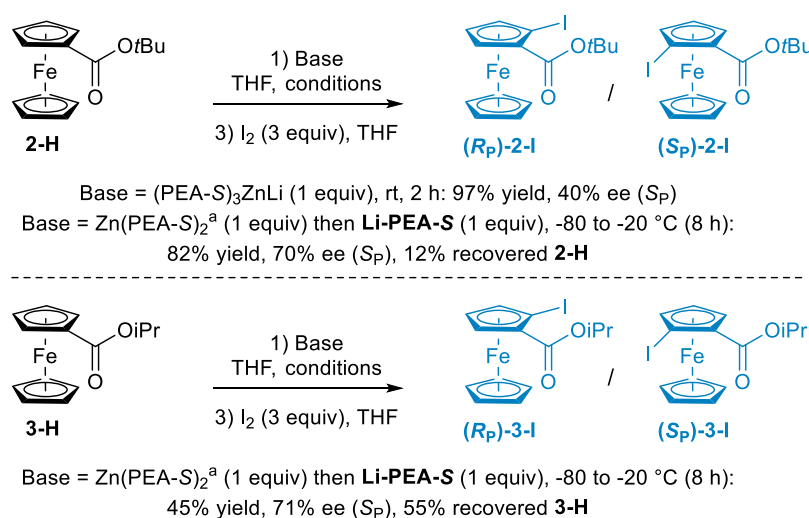 I
OtBu
O
Fe
2-H
1) Base
THF, conditions
3) I₂ (3 equiv), THF
OtBu
O
Fe
(RP)-2-I
/
I
OtBu
O
Fe
(SP)-2-I
Base = (PEA-S)₃ZnLi (1 equiv), rt, 2 h: 97% yield, 40% ee (SP)
Base = Zn(PEA-S)₂ᵃ (1 equiv) then Li-PEA-S (1 equiv), -80 to -20 °C (8 h):
82% yield, 70% ee (SP), 12% recovered 2-H
I
OiPr
O
Fe
3-H
1) Base
THF, conditions
3) I₂ (3 equiv), THF
OiPr
O
Fe
(RP)-3-I
/
I
OiPr
O
Fe
(SP)-3-I
Base = Zn(PEA-S)₂ᵃ (1 equiv) then Li-PEA-S (1 equiv), -80 to -20 °C (8 h):
45% yield, 71% ee (SP), 55% recovered 3-H